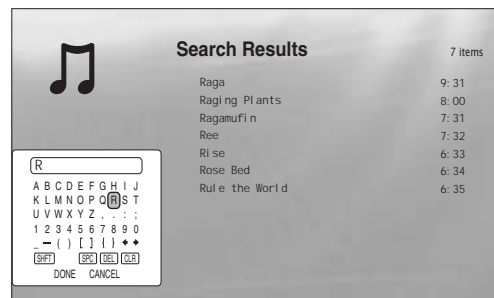 Search Results 7 items
Raga 9:31
Raging Plants 8:00
Ragamufin 7:31
Ree 7:32
Rise 6:33
Rose Bed 6:34
Rule the World 6:35
R
A B C D E F G H I J
K L M N O P Q R S T
U V W X Y Z , . : ;
1 2 3 4 5 6 7 8 9 0
_ – ( ) [ ] { }
SHFT SPC DEL CLR
DONE CANCEL